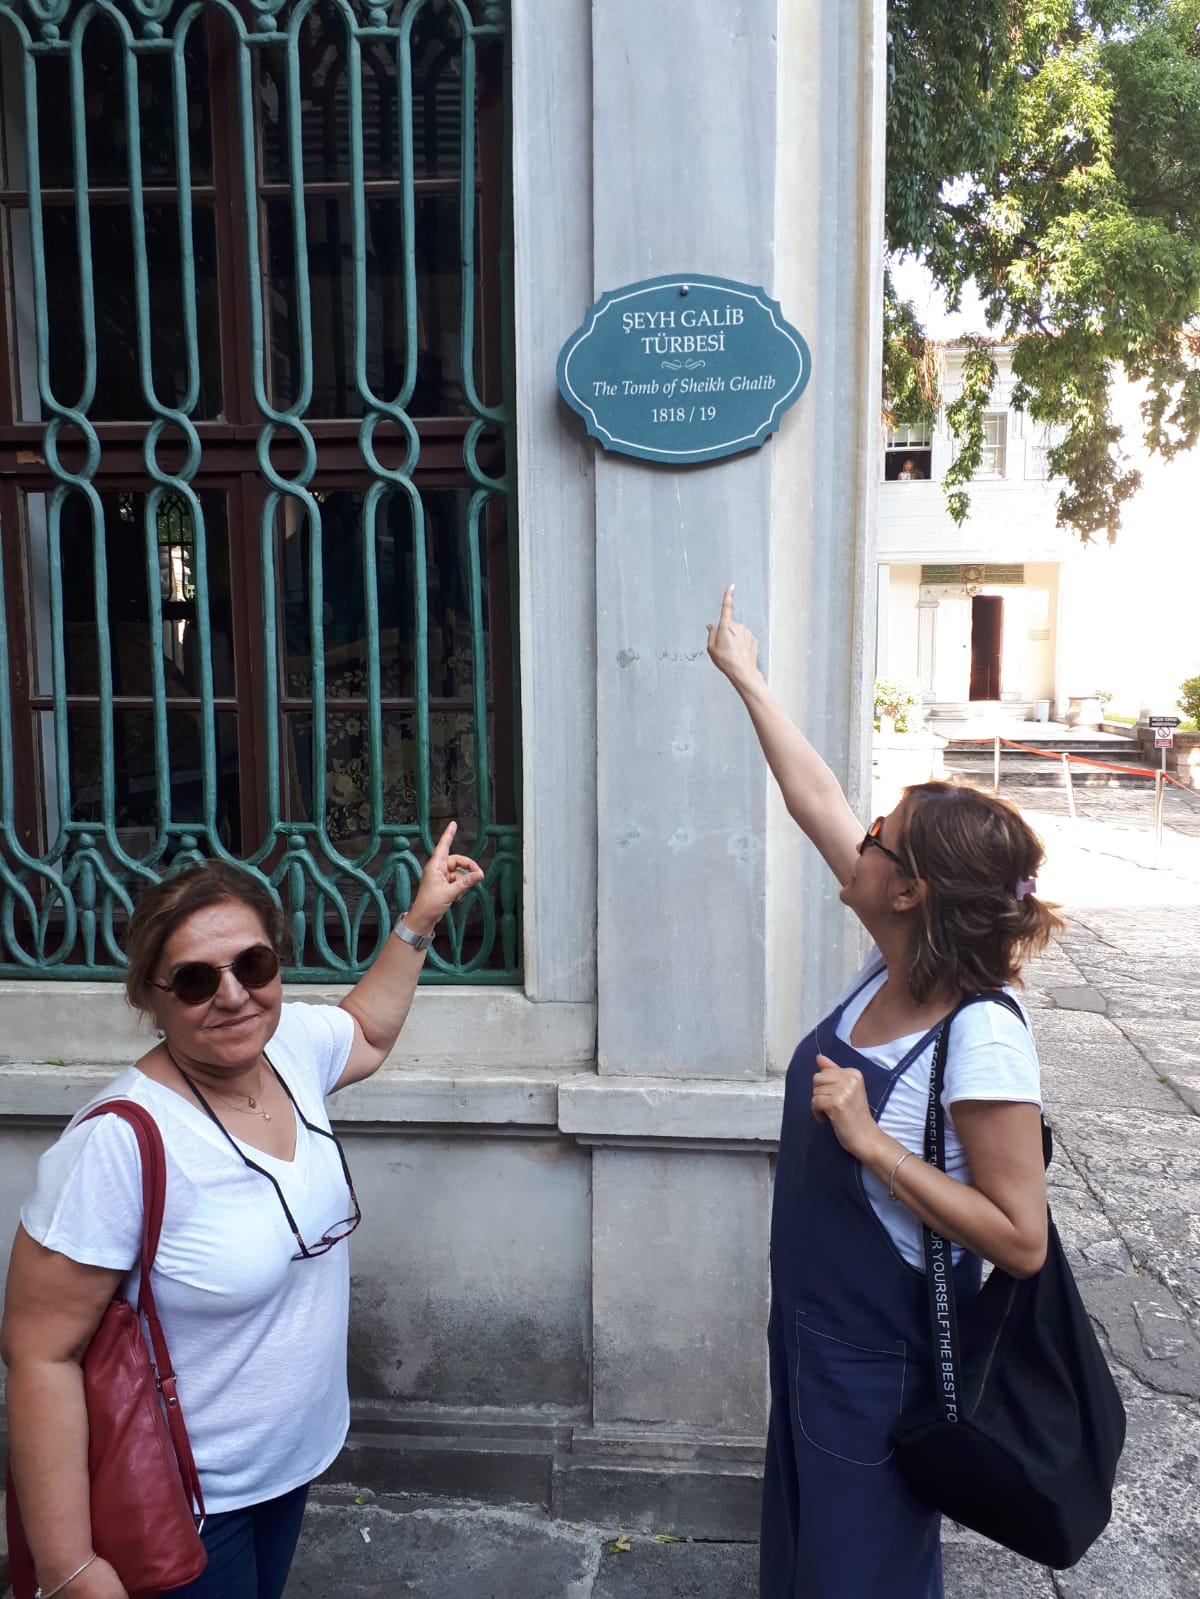 ŞEYH GALİB
TÜRBESİ
The Tomb of Sheikh Ghalib
1818 / 19
FOR YOURSELF THE BEST FO